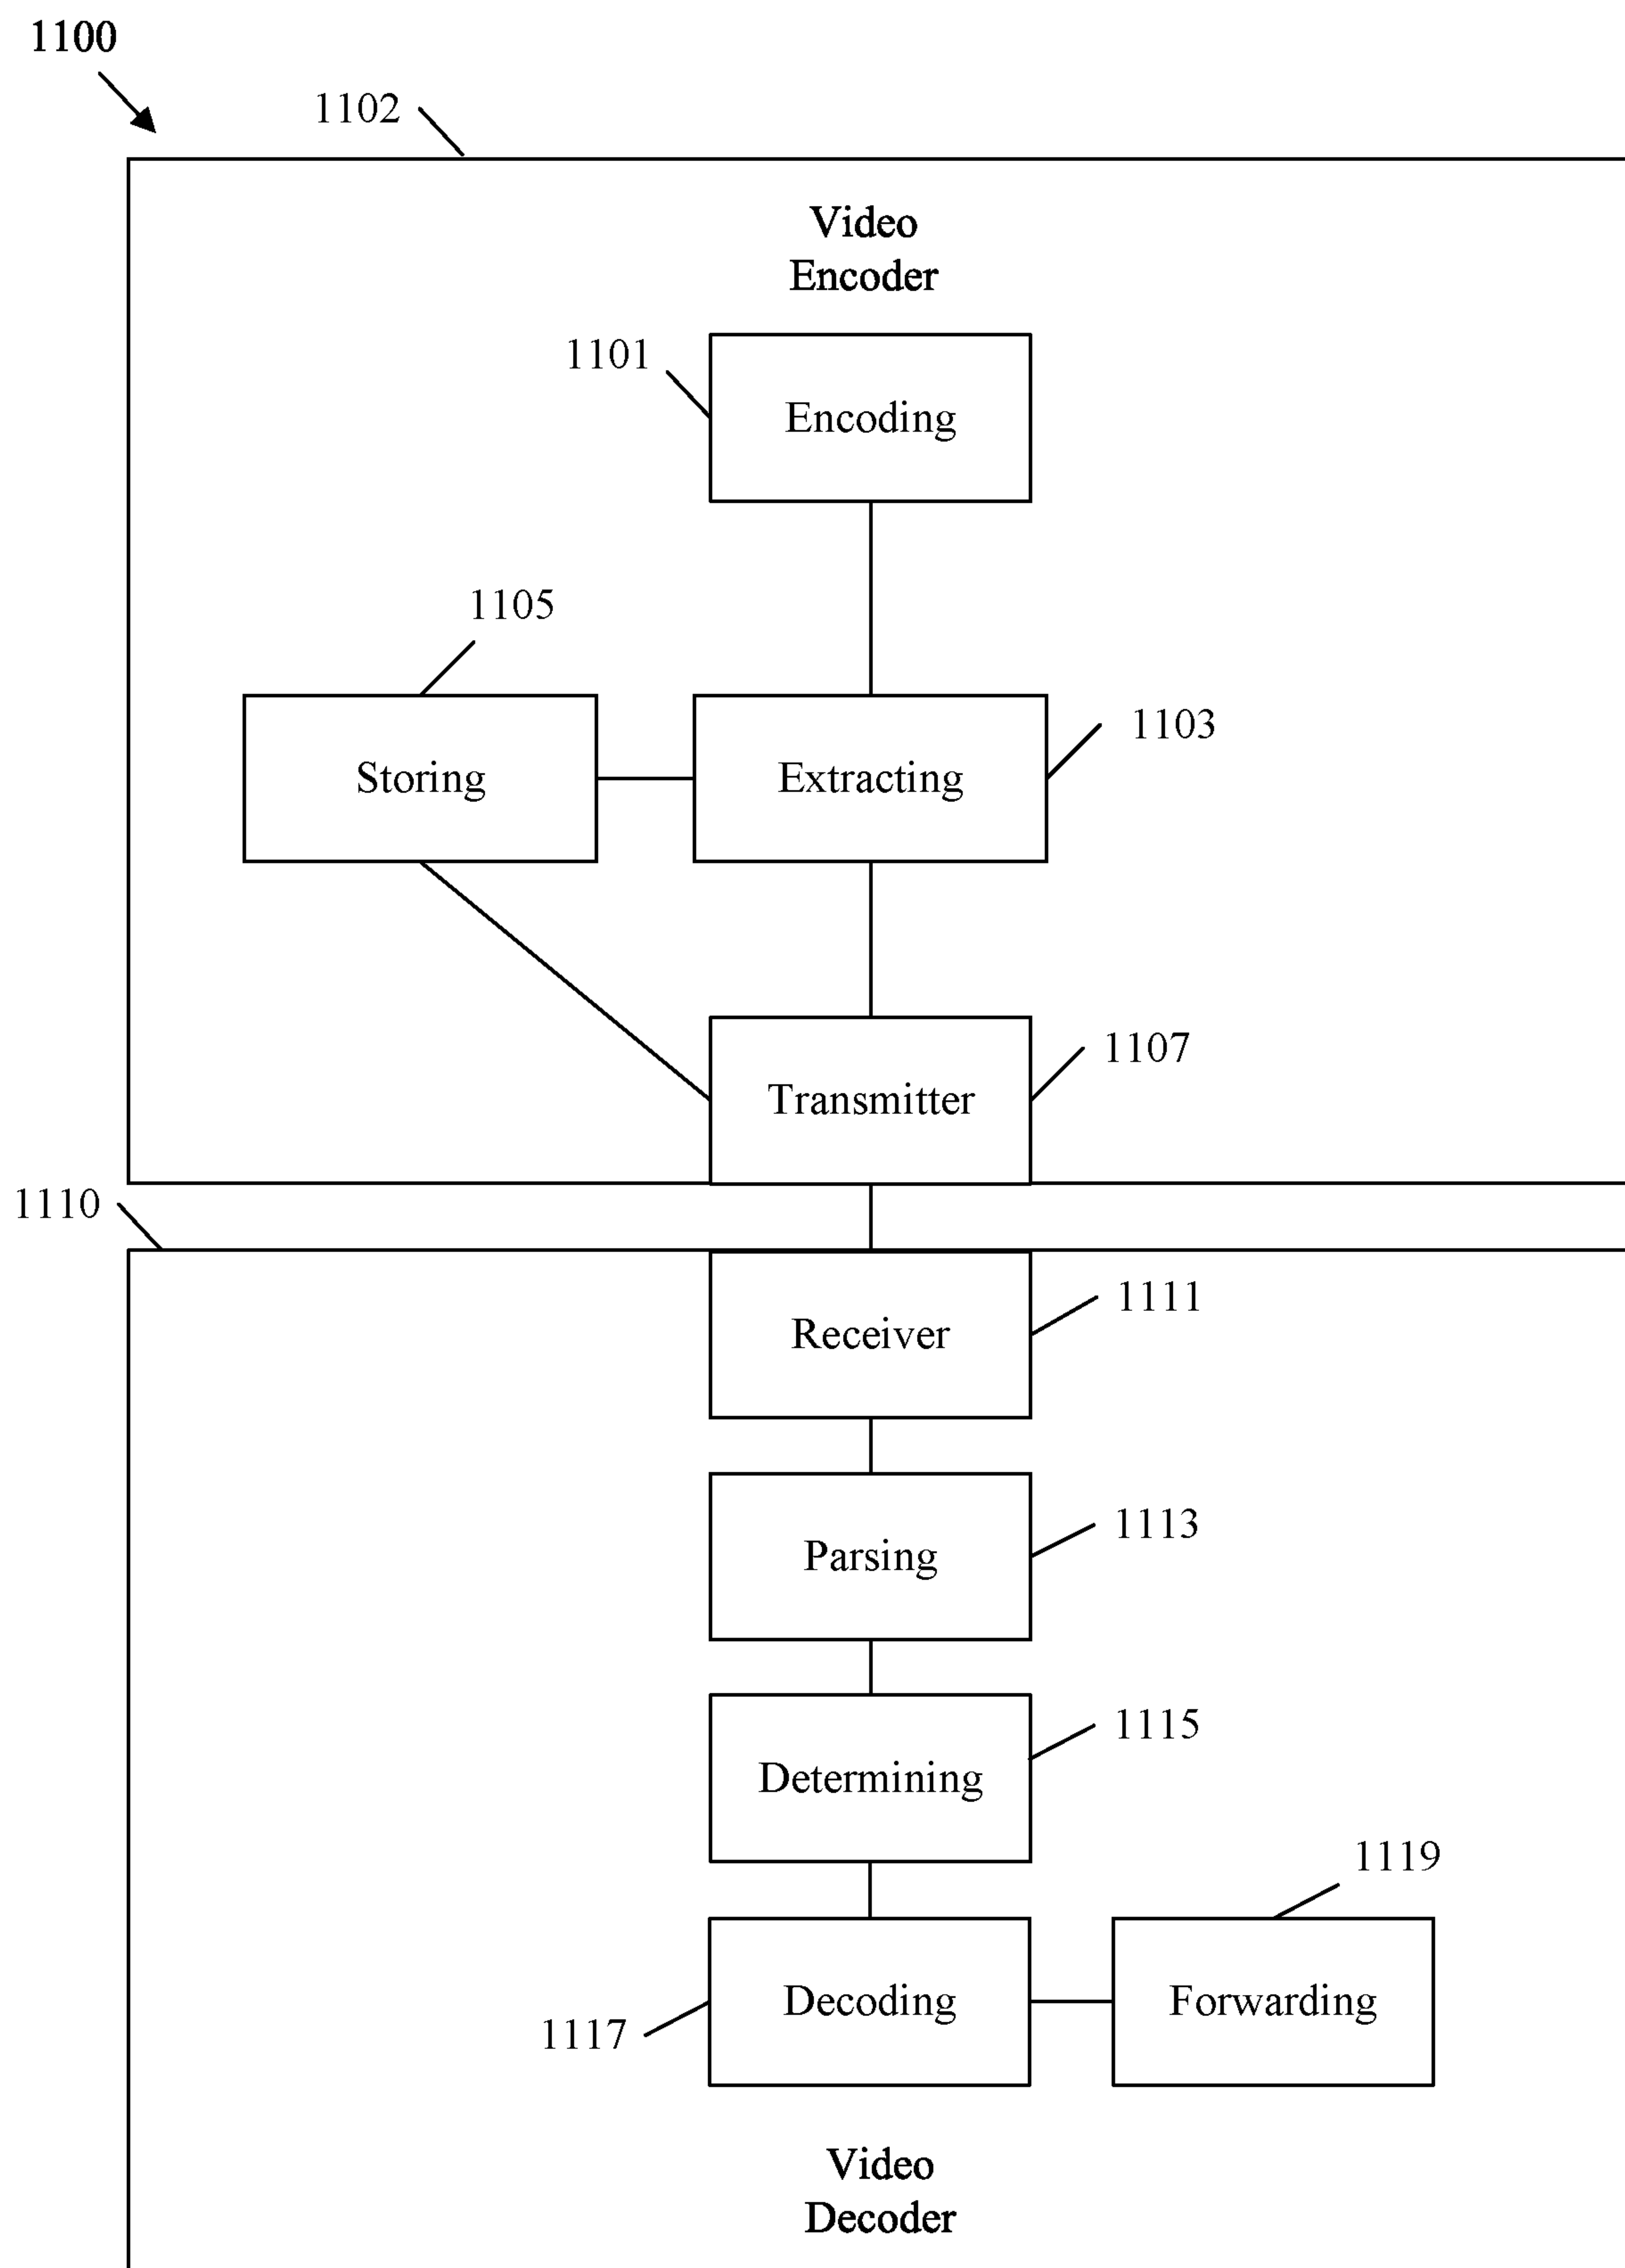 1100
1102
Video
Encoder
1101
Encoding
1105
1103
Storing
Extracting
1107
Transmitter
1110
1111
Receiver
1113
Parsing
1115
Determining
1119
Decoding
Forwarding
1117
Video
Decoder